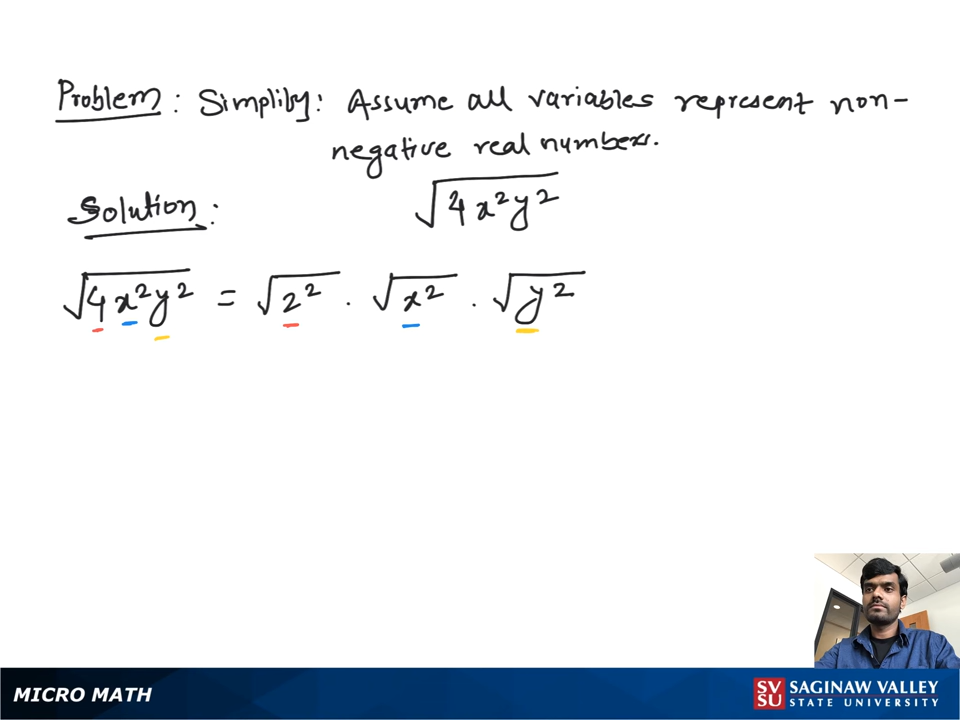 Problem : Simplify: Assume all variables represent non-
negative real numbers.
Solution: √4x²y²
√4x²y² = √2² · √x² · √y²
MICRO MATH
SV SU SAGINAW VALLEY
STATE UNIVERSITY